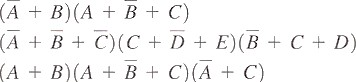 (A̅ + B)(A + B̅ + C)
(A̅ + B̅ + C̅)(C + D̅ + E)(B̅ + C + D)
(A + B)(A + B̅ + C)(A̅ + C)